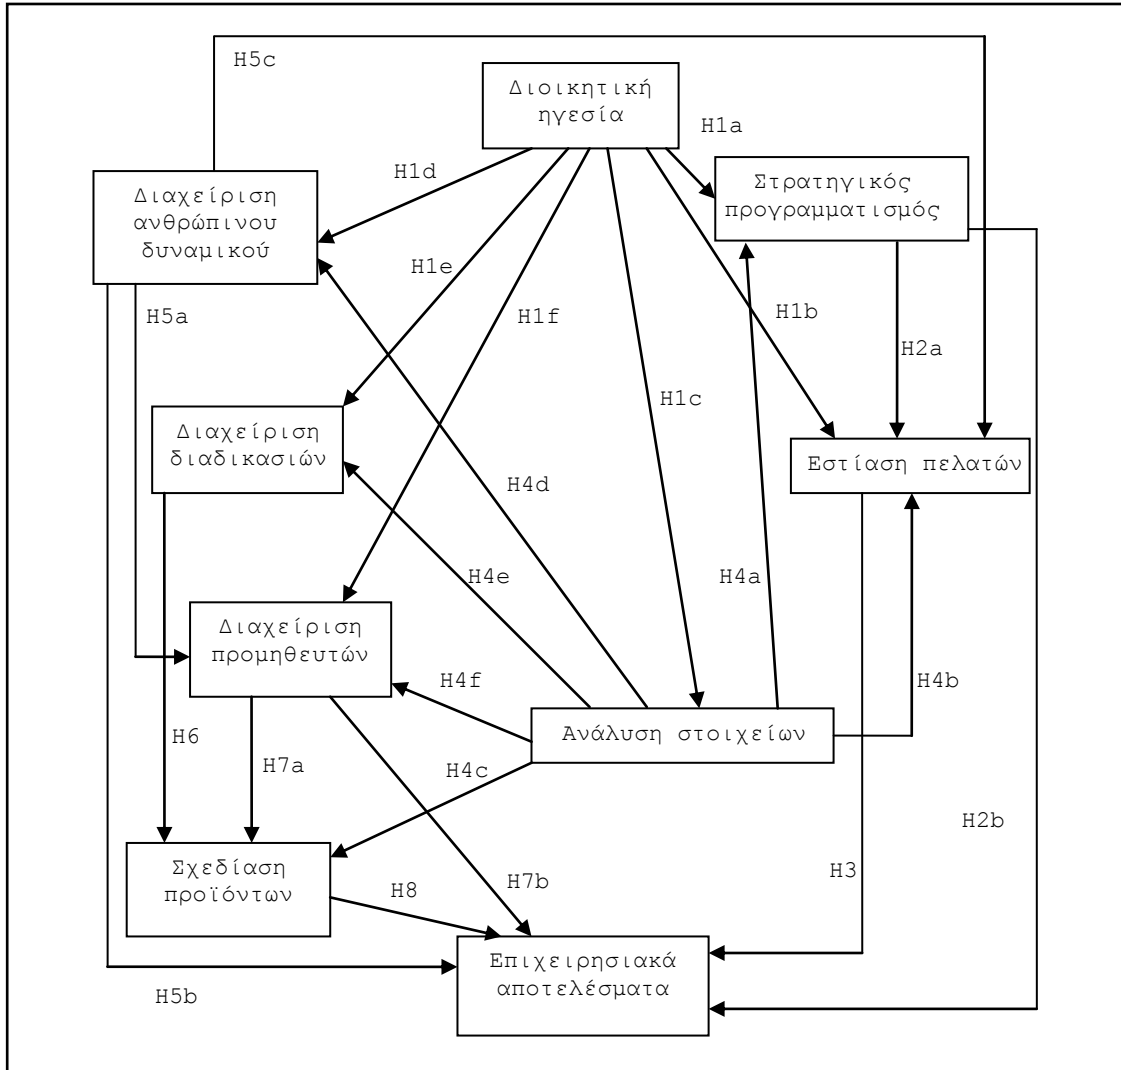 H5c
Διοικητική
ηγεσία
H1a
Στρατηγικός
προγραμματισμός
H1d
Διαχείριση
ανθρώπινου
δυναμικού
H1e
H5a
H1f
H1b
H2a
H1c
Διαχείριση
διαδικασιών
Εστίαση πελατών
H4d
H4e
H4a
Διαχείριση
προμηθευτών
H4f
H4b
Ανάλυση στοιχείων
H6
H7a
H4c
H2b
Σχεδίαση
προϊόντων
H8
H7b
H3
Επιχειρησιακά
αποτελέσματα
H5b